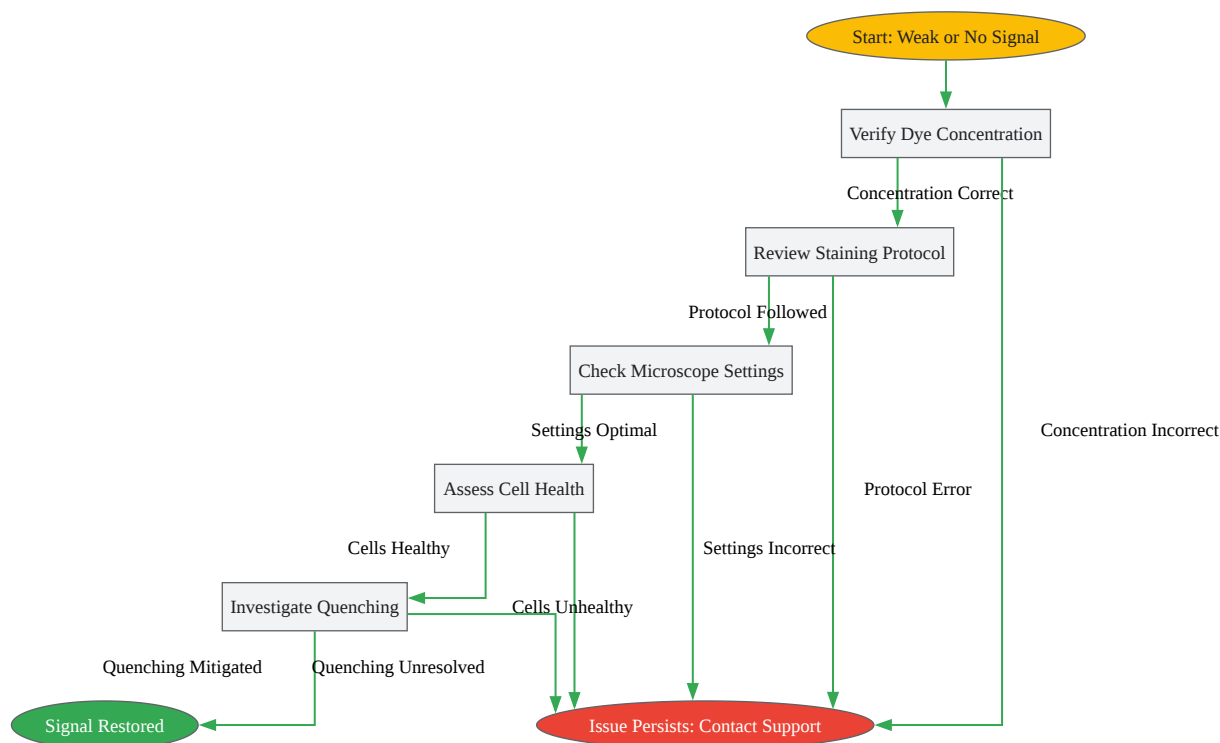 Start: Weak or No Signal
Verify Dye Concentration
Concentration Correct
Review Staining Protocol
Protocol Followed
Check Microscope Settings
Settings Optimal
Concentration Incorrect
Assess Cell Health
Protocol Error
Cells Healthy
Settings Incorrect
Investigate Quenching
Cells Unhealthy
Quenching Mitigated
Quenching Unresolved
Signal Restored
Issue Persists: Contact Support